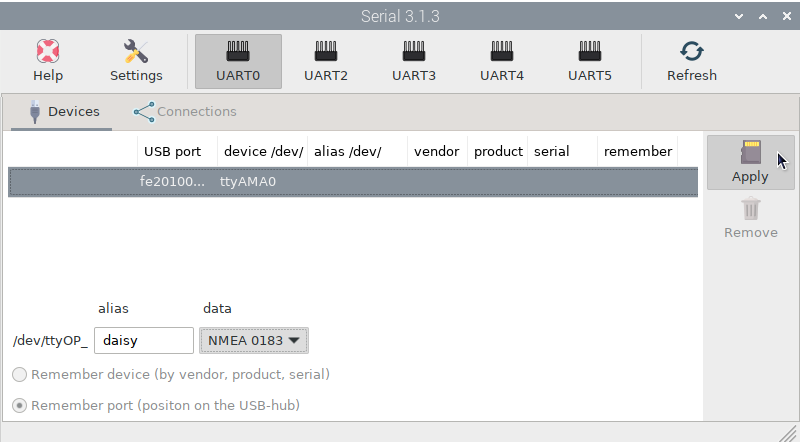 Serial 3.1.3
Help Settings UART0 UART2 UART3 UART4 UART5 Refresh
Devices Connections
USB port device /dev/ alias /dev/ vendor product serial remember
fe20100... ttyAMA0
Apply
Remove
alias data
/dev/ttyOP_ daisy NMEA 0183
Remember device (by vendor, product, serial)
Remember port (positon on the USB-hub)